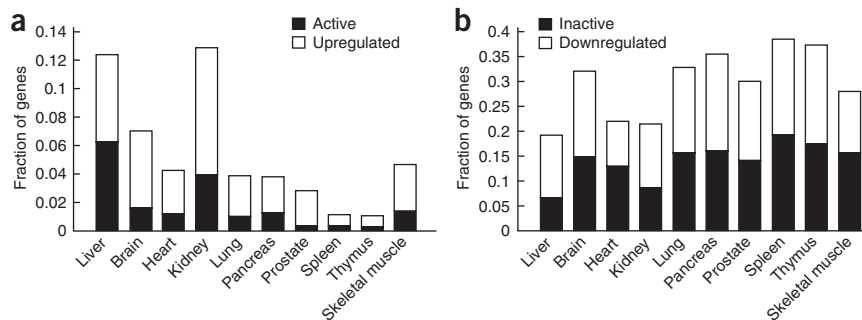 a
Active
Upregulated
Fraction of genes
0.14
0.12
0.1
0.08
0.06
0.04
0.02
0
Liver
Brain
Heart
Kidney
Lung
Pancreas
Prostate
Spleen
Thymus
Skeletal muscle
b
Inactive
Downregulated
Fraction of genes
0.4
0.35
0.3
0.25
0.2
0.15
0.1
0.05
0
Liver
Brain
Heart
Kidney
Lung
Pancreas
Prostate
Spleen
Thymus
Skeletal muscle